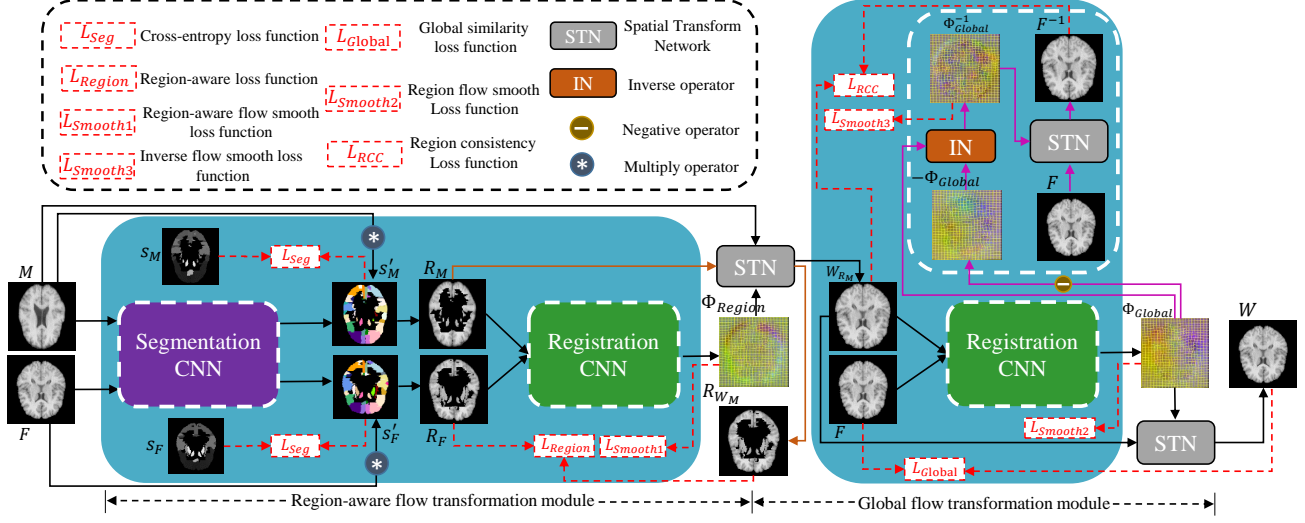 L_Seg Cross-entropy loss function
L_Region Region-aware loss function
L_Smooth1 Region-aware flow smooth
loss function
L_Smooth3 Inverse flow smooth loss
function
L_Global Global similarity
loss function
L_Smooth2 Region flow smooth
Loss function
L_RCC Region consistency
Loss function
STN Spatial Transform
Network
IN Inverse operator
− Negative operator
* Multiply operator
M
F
s_M
L_Seg
s'_M
*
Segmentation
CNN
s_F
L_Seg
s'_F
*
R_M
R_F
Registration
CNN
L_Region
L_Smooth1
STN
Φ_Region
R_{W_M}
Region-aware flow transformation module
Φ^{-1}_Global
F^{-1}
L_RCC
L_Smooth3
IN
STN
−Φ_Global
F
W_{R_M}
−
F
Registration
CNN
Φ_Global
W
L_Smooth2
STN
L_Global
Global flow transformation module